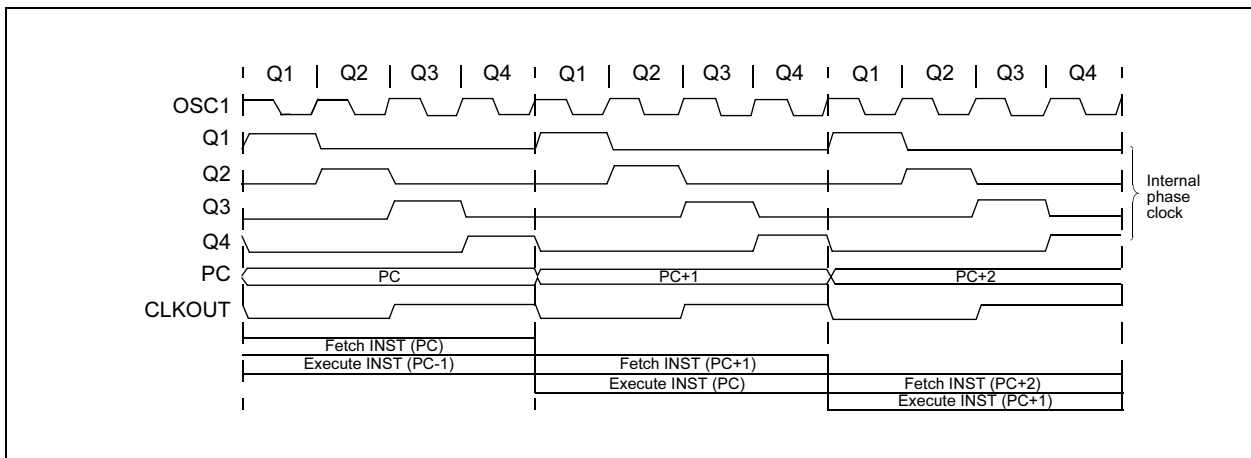 Q1 Q2 Q3 Q4 Q1 Q2 Q3 Q4 Q1 Q2 Q3 Q4
OSC1
Q1
Q2
Q3
Q4
Internal
phase
clock
PC PC PC+1 PC+2
CLKOUT
Fetch INST (PC)
Execute INST (PC-1) Fetch INST (PC+1)
Execute INST (PC) Fetch INST (PC+2)
Execute INST (PC+1)